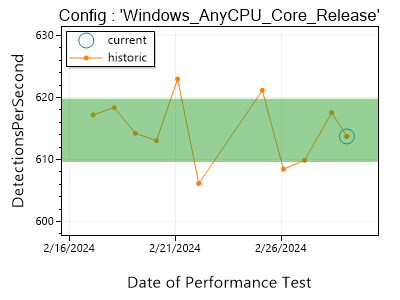 Config : 'Windows_AnyCPU_Core_Release'
current
historic
DetectionsPerSecond
630
620
610
600
2/16/2024 2/21/2024 2/26/2024
Date of Performance Test